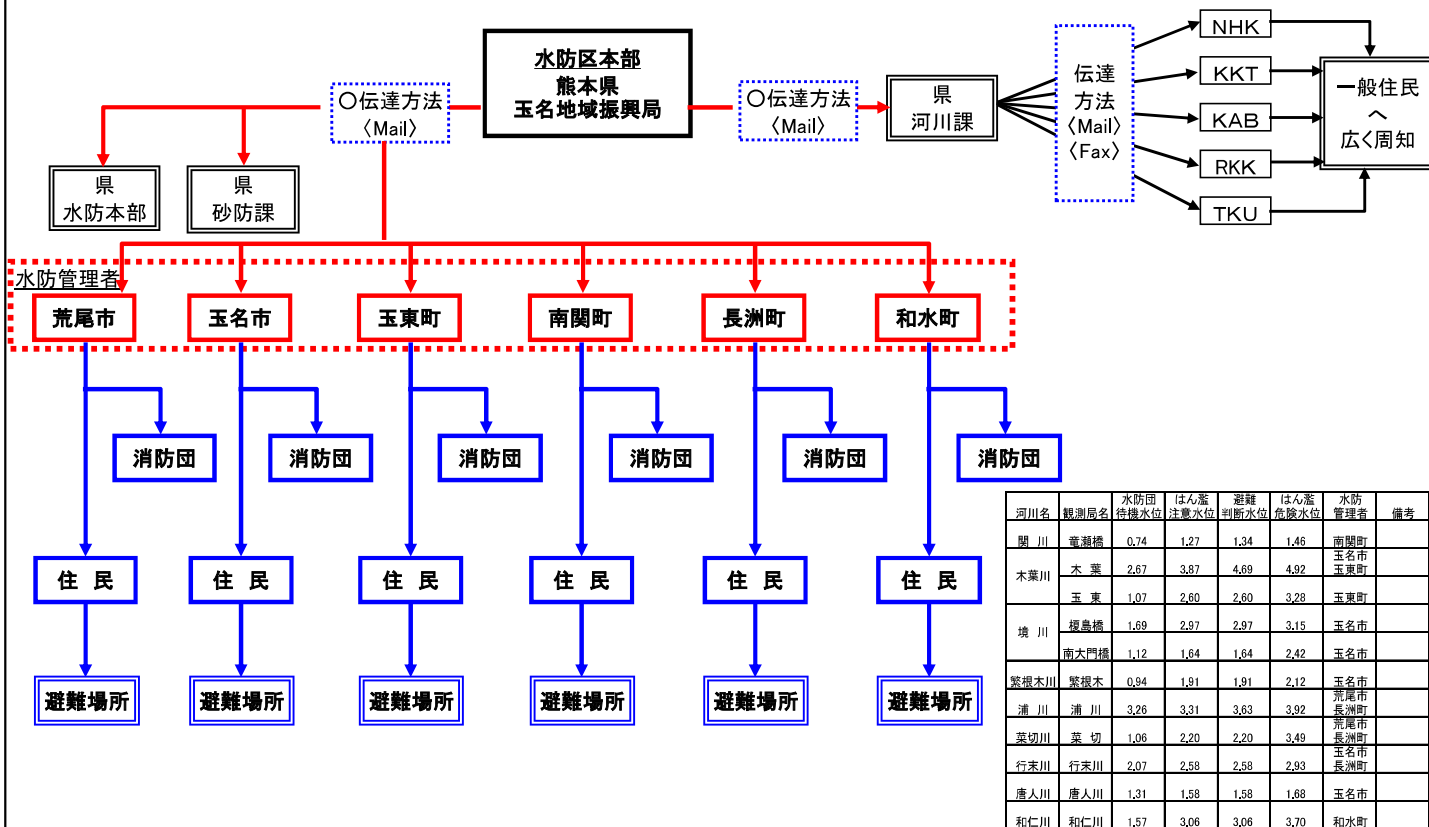 水防区本部
熊本県
玉名地域振興局
○伝達方法
〈Mail〉
○伝達方法
〈Mail〉
県
河川課
伝達
方法
〈Mail〉
〈Fax〉
NHK
KKT
KAB
RKK
TKU
一般住民
へ
広く周知
県
水防本部
県
砂防課
水防管理者
荒尾市
玉名市
玉東町
南関町
長洲町
和水町
消防団
消防団
消防団
消防団
消防団
消防団
住 民
住 民
住 民
住 民
住 民
住 民
避難場所
避難場所
避難場所
避難場所
避難場所
避難場所
河川名 観測局名 水防団待機水位 はん濫注意水位 避難判断水位 はん濫危険水位 水防管理者 備考
関 川 竜瀬橋 0.74 1.27 1.34 1.46 南関町
木葉川 木 葉 2.67 3.87 4.69 4.92 玉名市 玉東町
玉 東 1.07 2.60 2.60 3.28 玉東町
境 川 榎島橋 1.69 2.97 2.97 3.15 玉名市
南大門橋 1.12 1.64 1.64 2.42 玉名市
繁根木川 繁根木 0.94 1.91 1.91 2.12 玉名市
浦 川 浦 川 3.26 3.31 3.63 3.92 荒尾市 長洲町
菜切川 菜 切 1.06 2.20 2.20 3.49 荒尾市 長洲町
行末川 行末川 2.07 2.58 2.58 2.93 玉名市 長洲町
唐人川 唐人川 1.31 1.58 1.58 1.68 玉名市
和仁川 和仁川 1.57 3.06 3.06 3.70 和水町